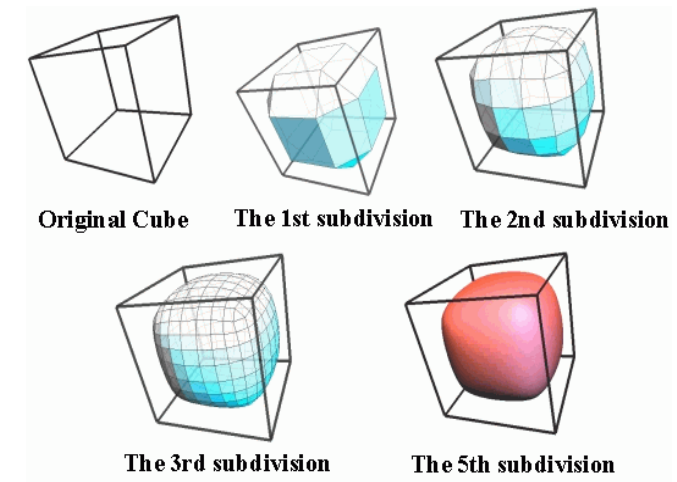 Original Cube
The 1st subdivision
The 2nd subdivision
The 3rd subdivision
The 5th subdivision